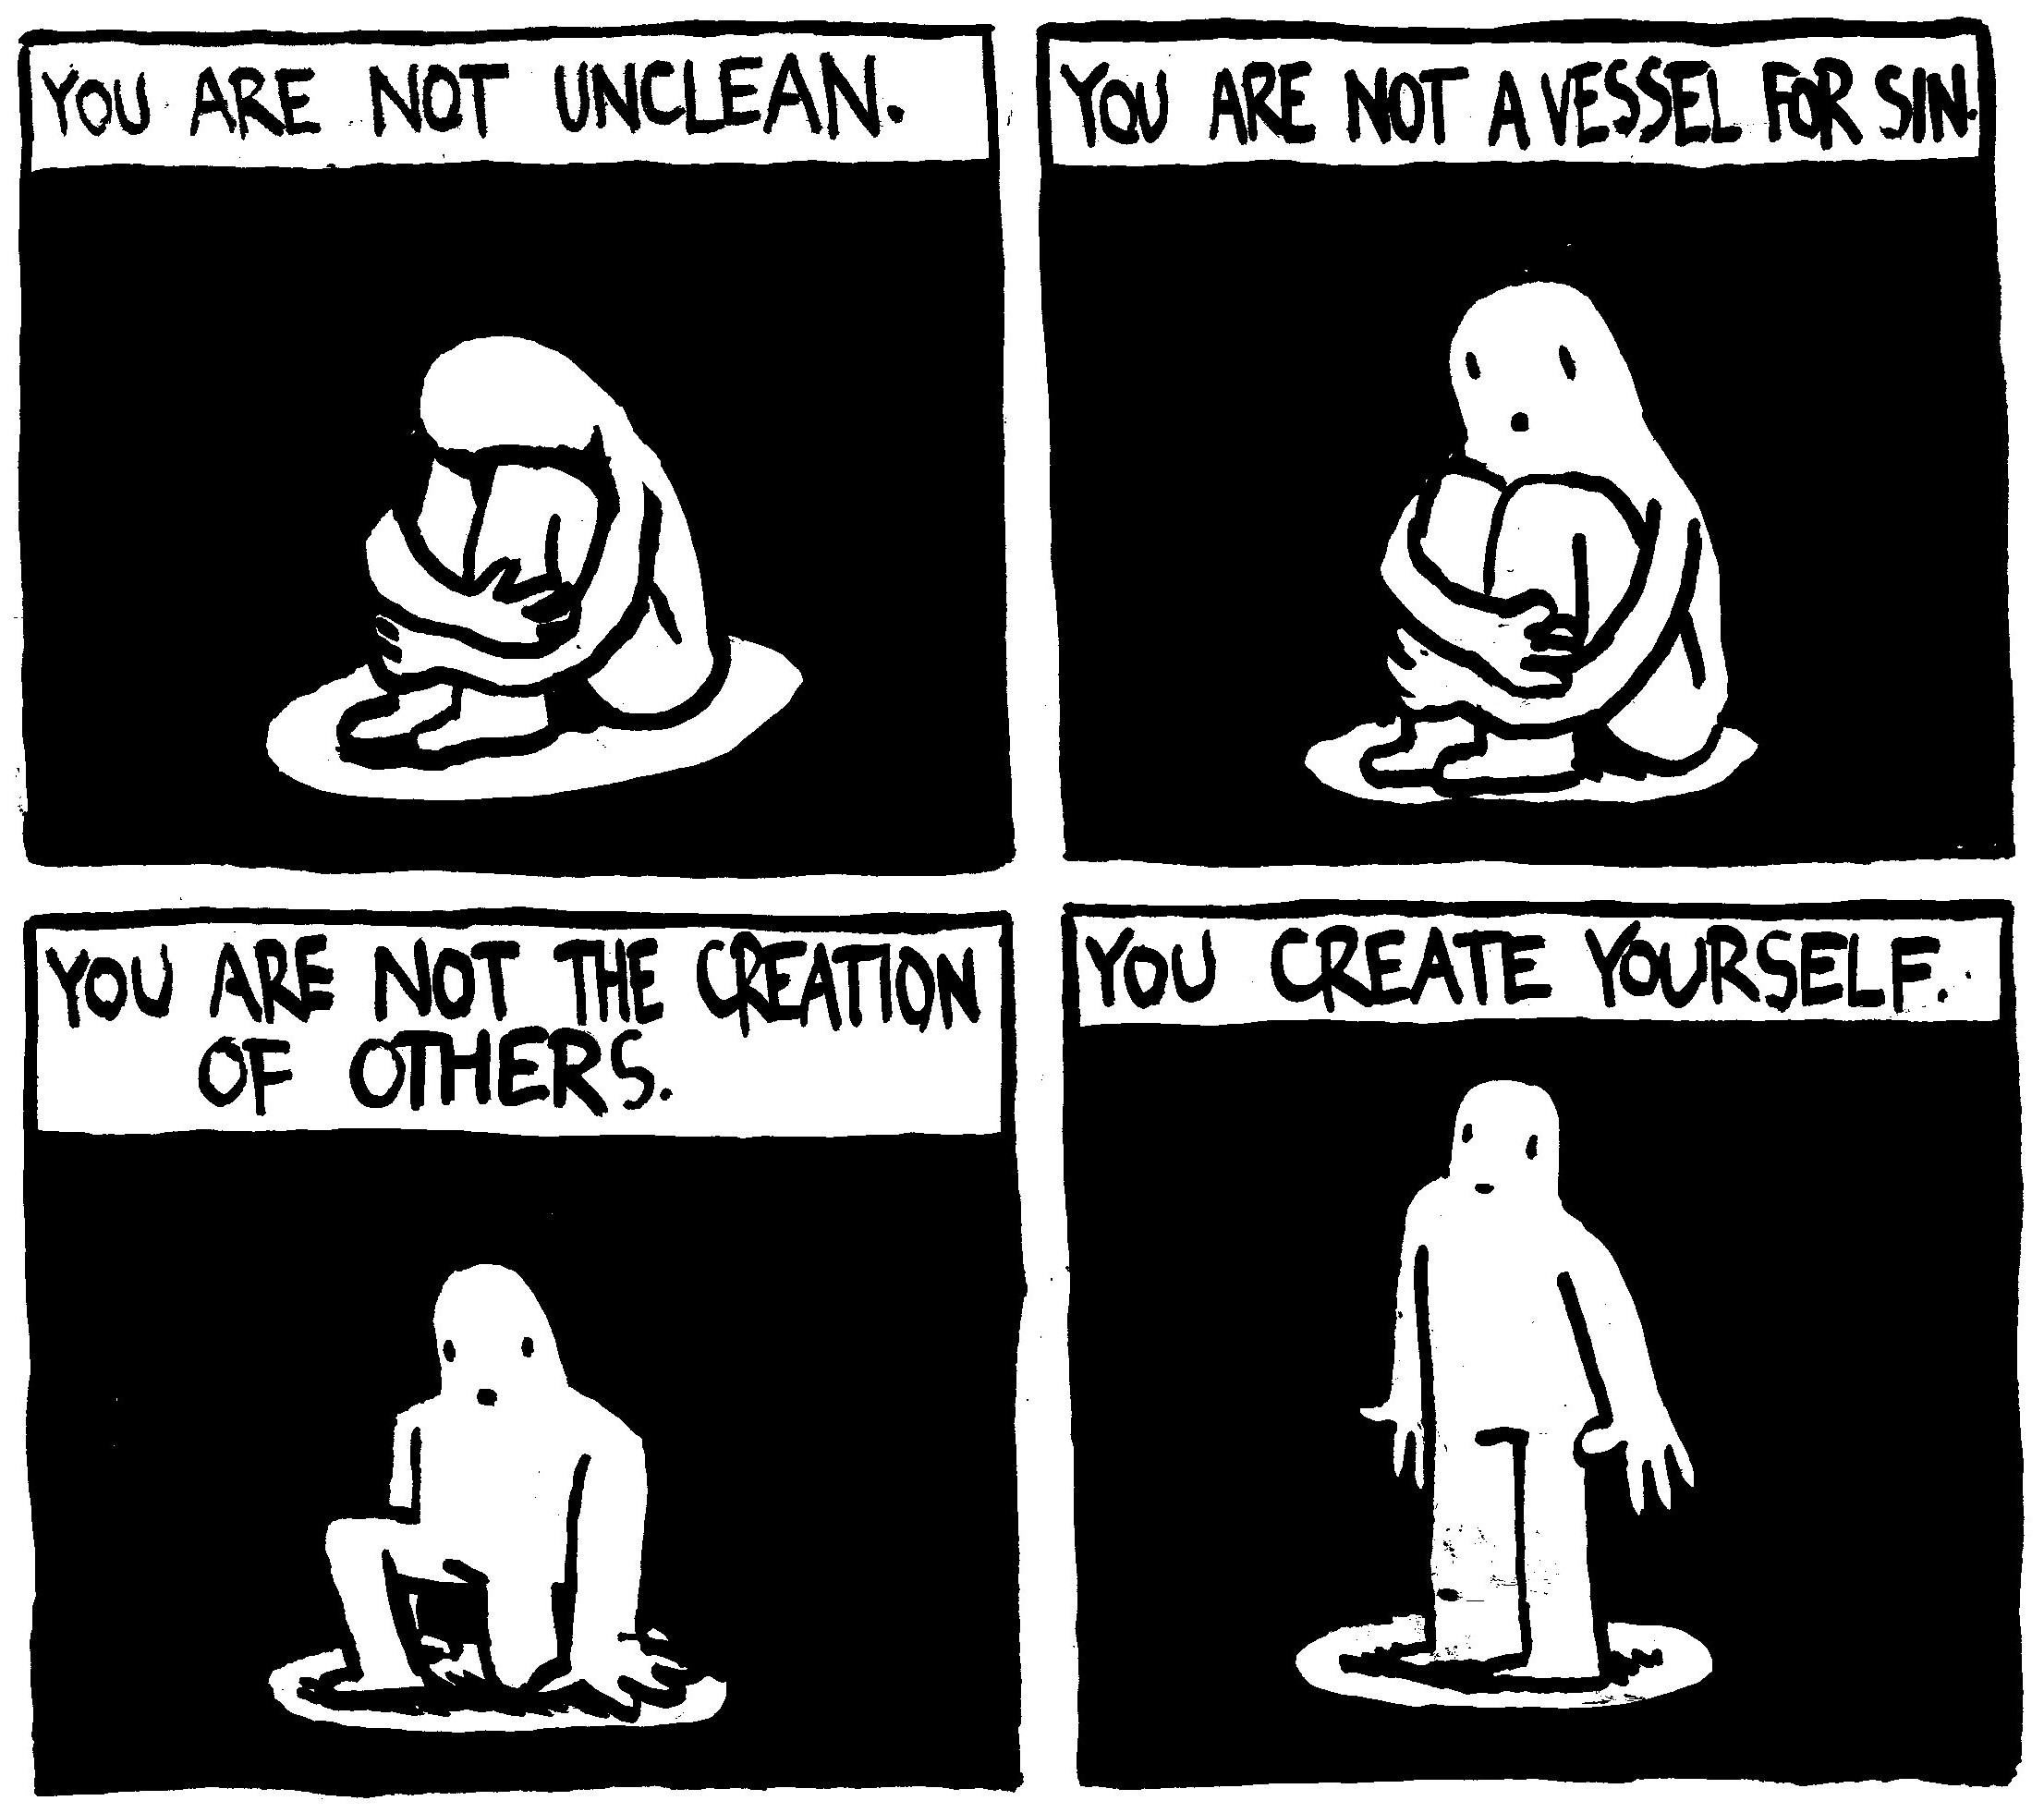 YOU ARE NOT UNCLEAN.
YOU ARE NOT A VESSEL FOR SIN.
YOU ARE NOT THE CREATION
OF OTHERS.
YOU CREATE YOURSELF.